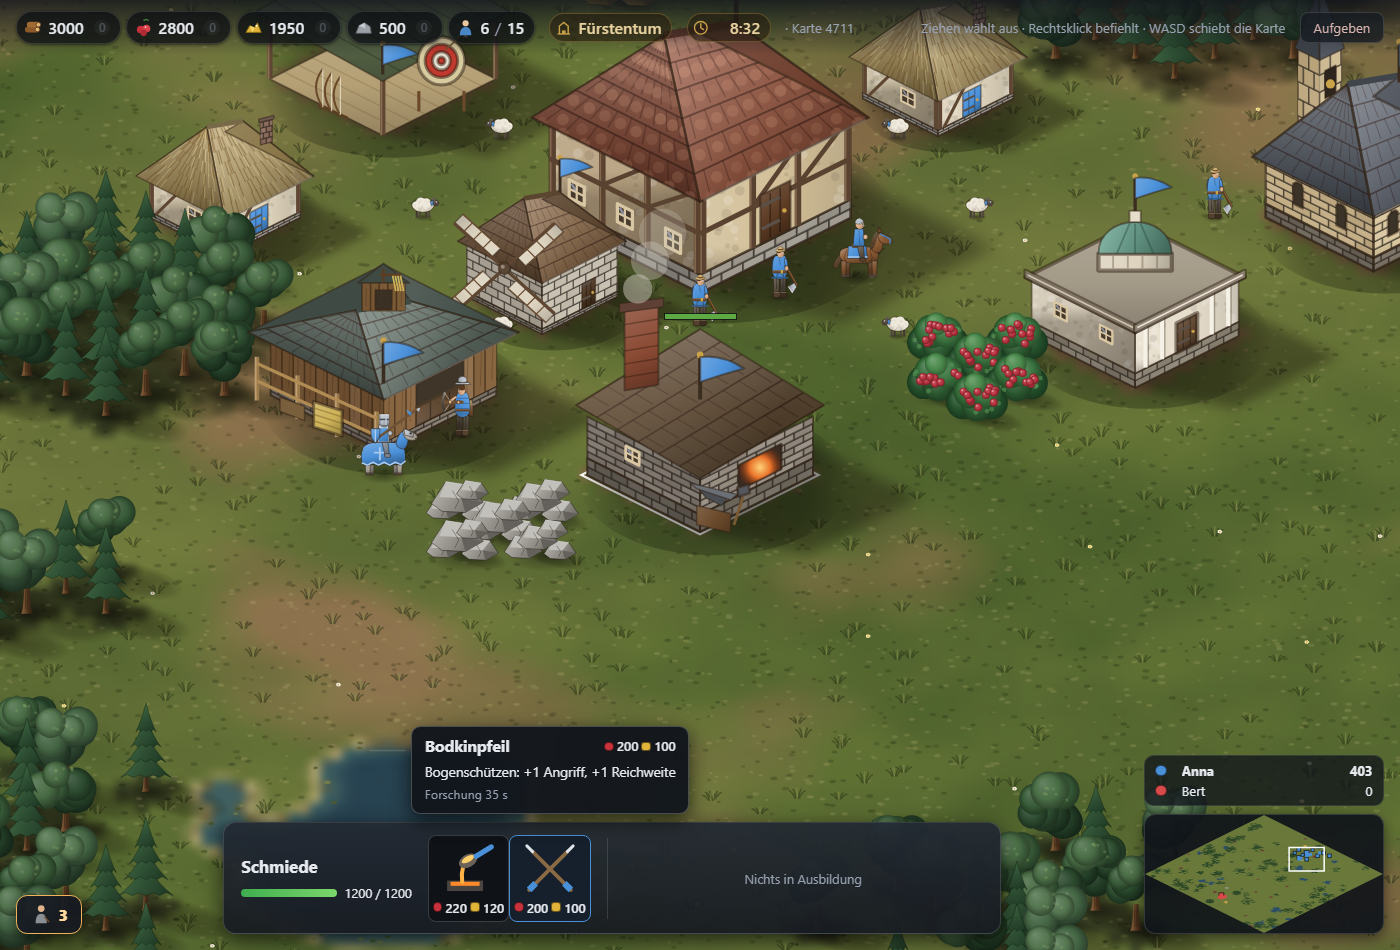 3000 0 2800 0 1950 0 500 0 6 / 15 Fürstentum 8:32 · Karte 4711 Ziehen wählt aus · Rechtsklick befiehlt · WASD schiebt die Karte Aufgeben
Bodkinpfeil 200 100
Bogenschützen: +1 Angriff, +1 Reichweite
Forschung 35 s
Anna 403
Bert 0
Schmiede
1200 / 1200
220 120 200 100
Nichts in Ausbildung
3